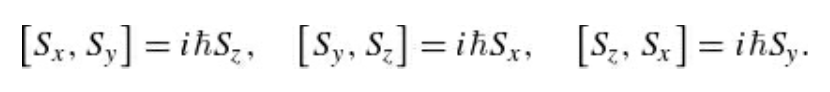 [Sₓ, Sᵧ] = iħS_z, [Sᵧ, S_z] = iħSₓ, [S_z, Sₓ] = iħSᵧ.